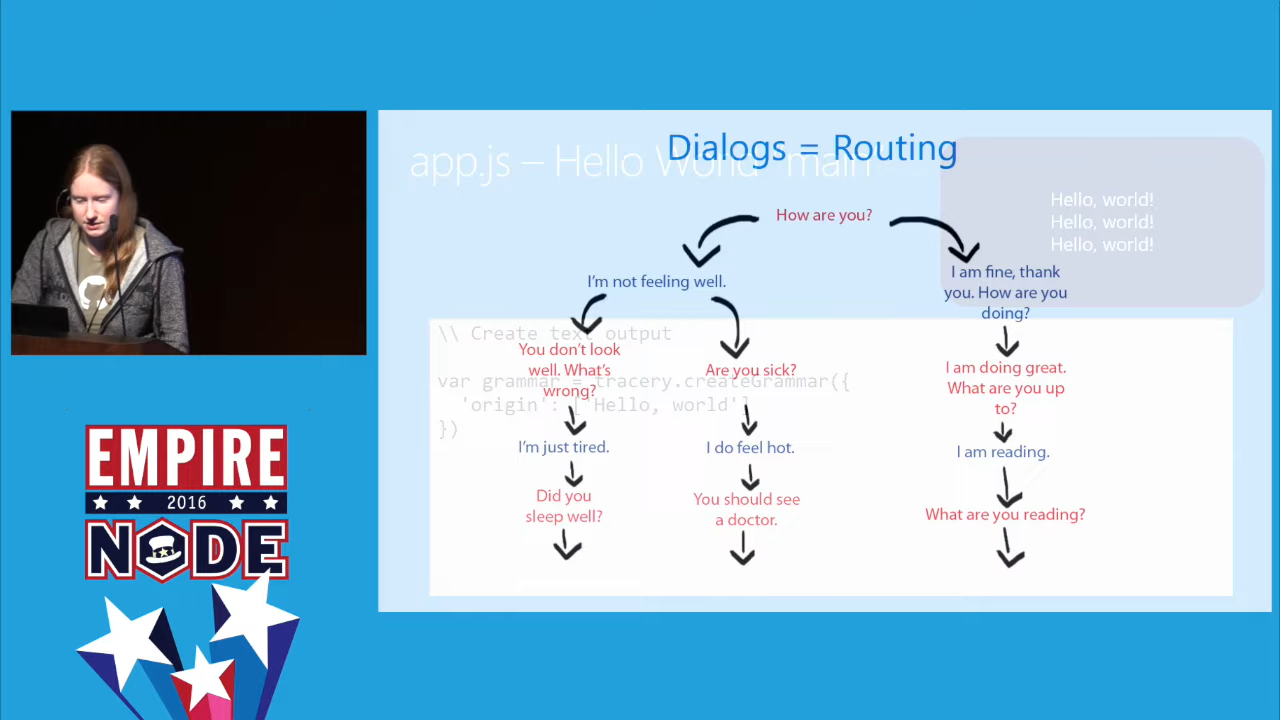 Dialogs = Routing
app.js – Hello World - main
How are you?
Hello, world!
Hello, world!
Hello, world!
I'm not feeling well.
I am fine, thank
you. How are you
doing?
\\ Create text output
var grammar = tracery.createGrammar({
'origin': ['Hello, world']
})
You don't look
well. What's
wrong?
Are you sick?
I am doing great.
What are you up
to?
I'm just tired.
I do feel hot.
I am reading.
Did you
sleep well?
You should see
a doctor.
What are you reading?
EMPIRE
2016
NODE